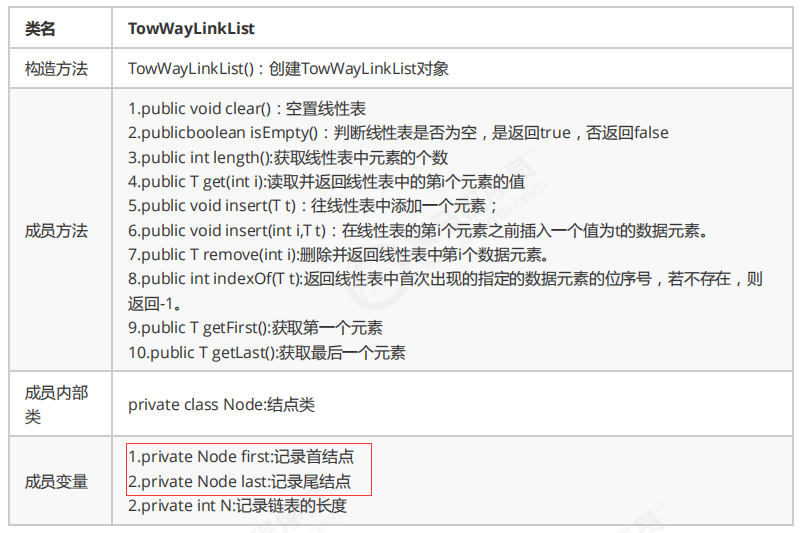 类名 TowWayLinkList
构造方法 TowWayLinkList()：创建TowWayLinkList对象
成员方法
1.public void clear()：空置线性表
2.publicboolean isEmpty()：判断线性表是否为空，是返回true，否返回false
3.public int length():获取线性表中元素的个数
4.public T get(int i):读取并返回线性表中的第i个元素的值
5.public void insert(T t)：往线性表中添加一个元素；
6.public void insert(int i,T t)：在线性表的第i个元素之前插入一个值为t的数据元素。
7.public T remove(int i):删除并返回线性表中第i个数据元素。
8.public int indexOf(T t):返回线性表中首次出现的指定的数据元素的位序号，若不存在，则
返回-1。
9.public T getFirst():获取第一个元素
10.public T getLast():获取最后一个元素
成员内部
类
private class Node:结点类
成员变量
1.private Node first:记录首结点
2.private Node last:记录尾结点
2.private int N:记录链表的长度